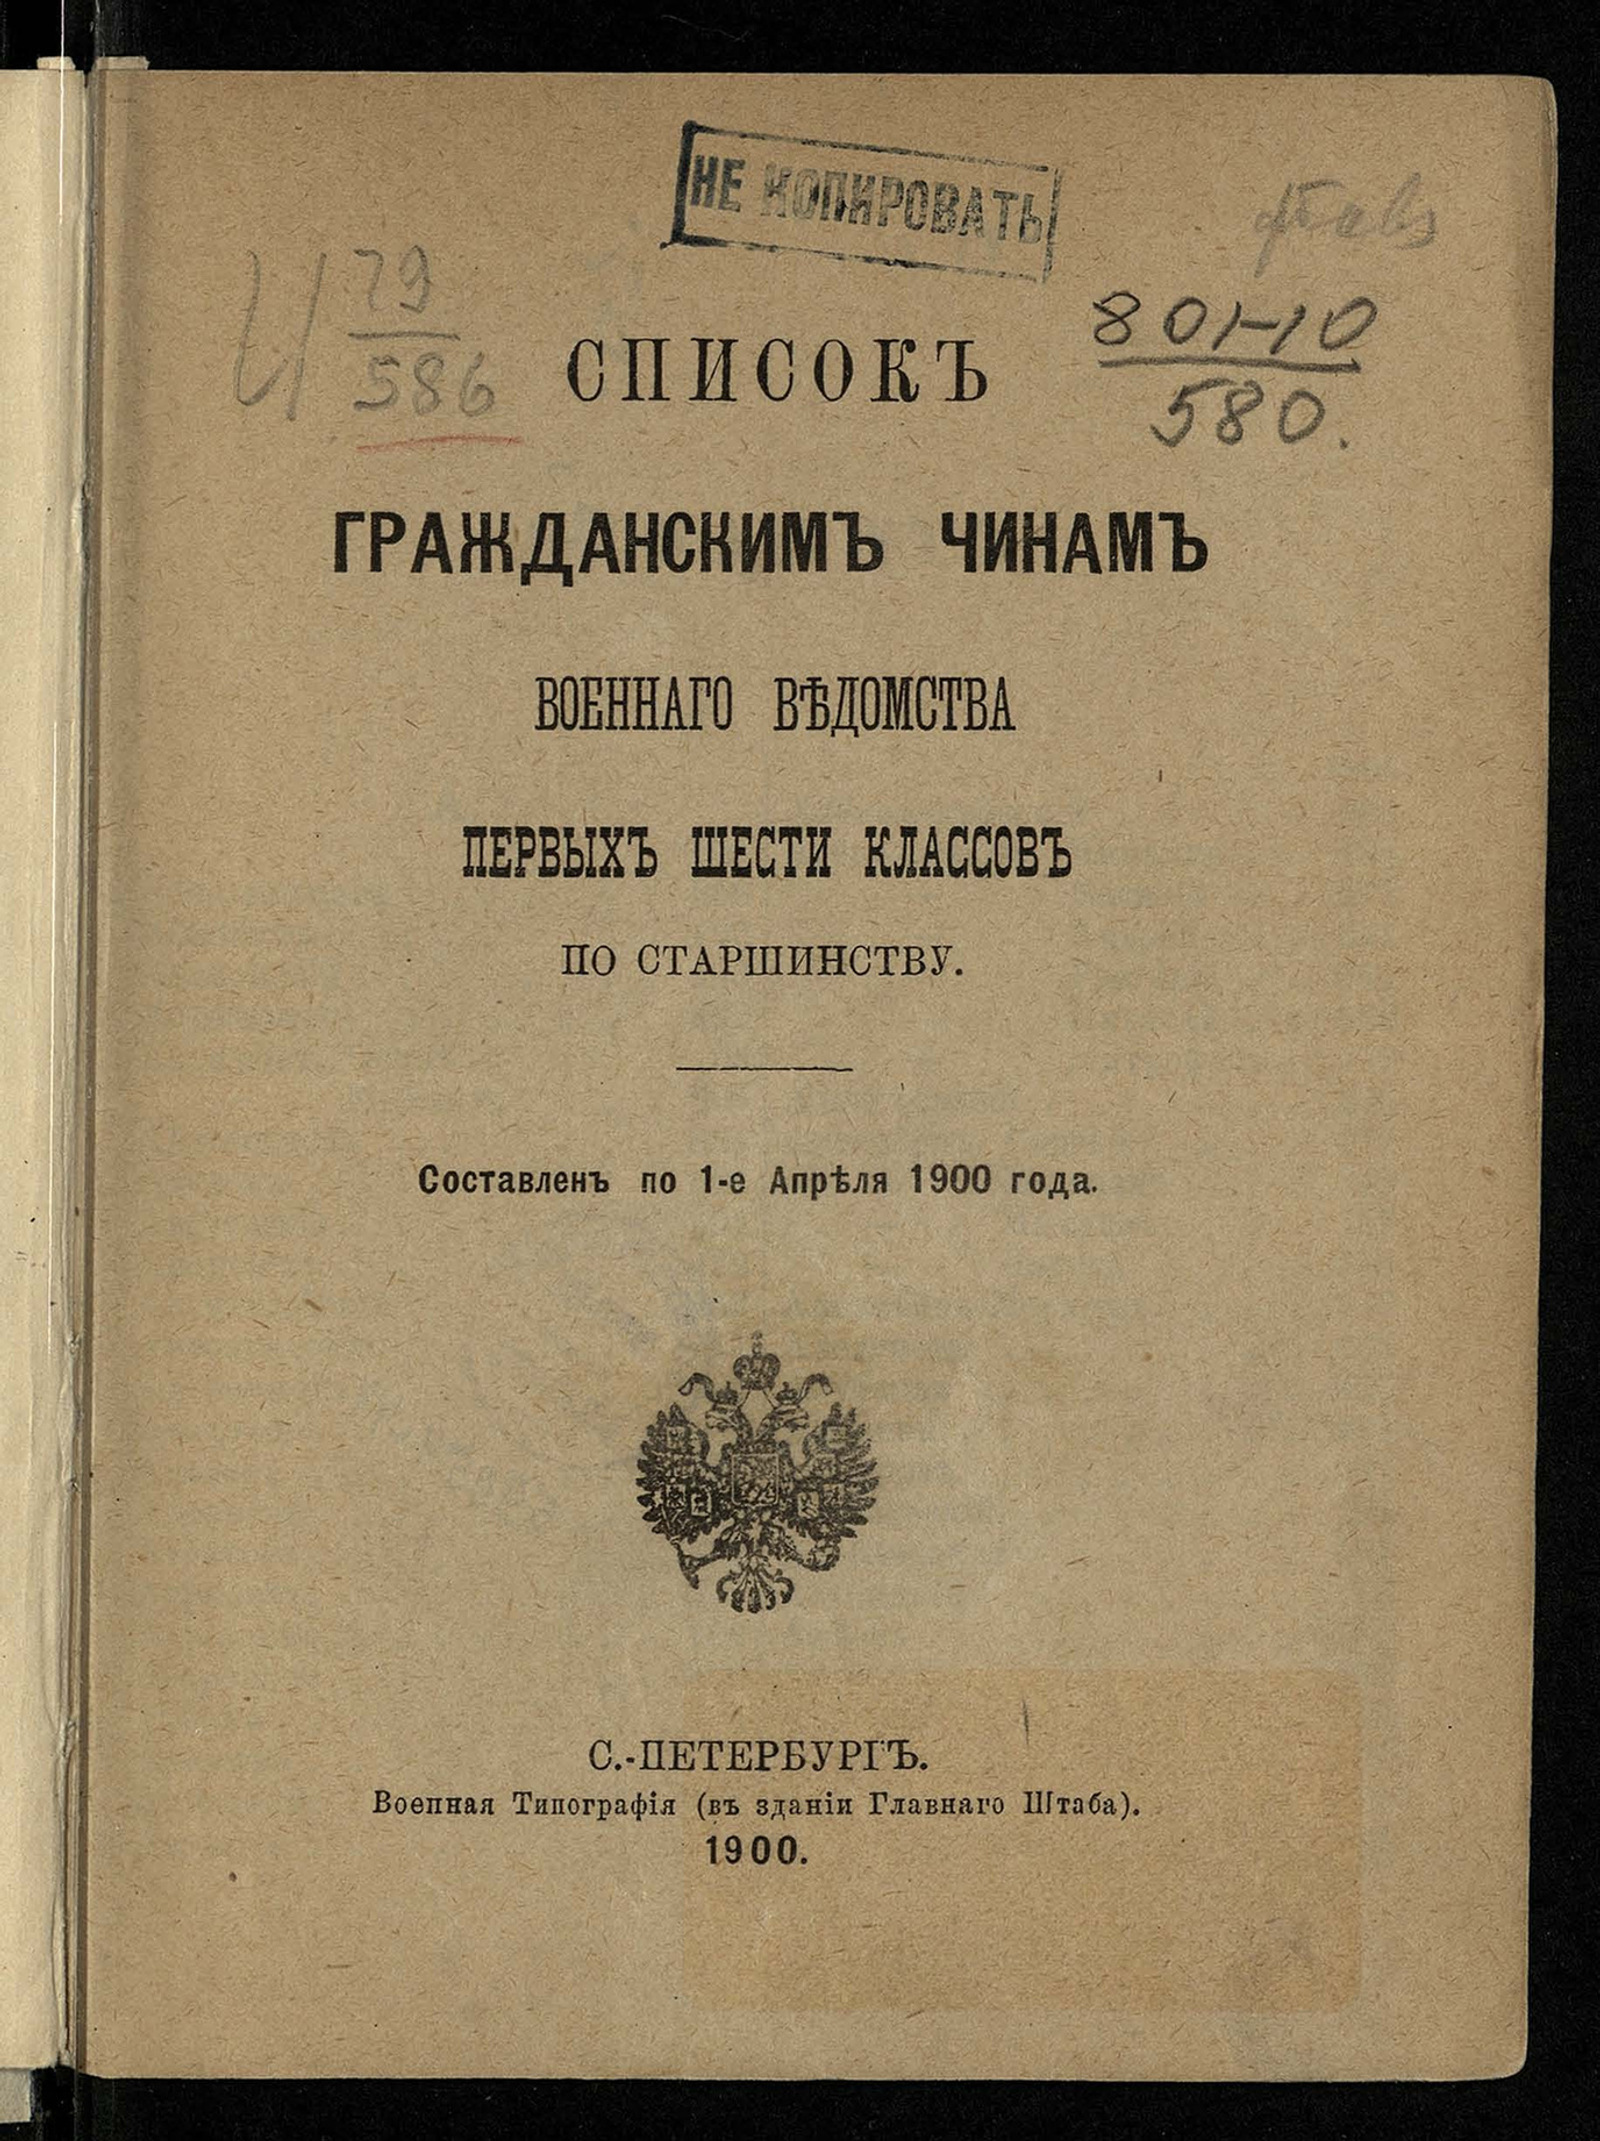 НЕ КОПИРОВАТЬ
79
586
801-10
580.
СПИСОКЪ
ГРАЖДАНСКИМЪ ЧИНАМЪ
ВОЕННАГО ВѢДОМСТВА
ПЕРВЫХЪ ШЕСТИ КЛАССОВЪ
ПО СТАРШИНСТВУ.
Составленъ по 1-е Апрѣля 1900 года.
С.-ПЕТЕРБУРГЪ.
Военная Типографія (въ зданіи Главнаго Штаба).
1900.